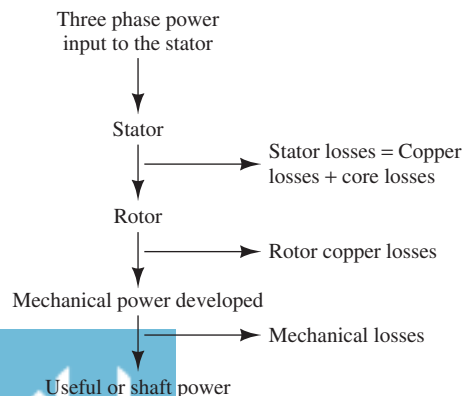 Three phase power
input to the stator
Stator
Stator losses = Copper
losses + core losses
Rotor
Rotor copper losses
Mechanical power developed
Mechanical losses
Useful or shaft power